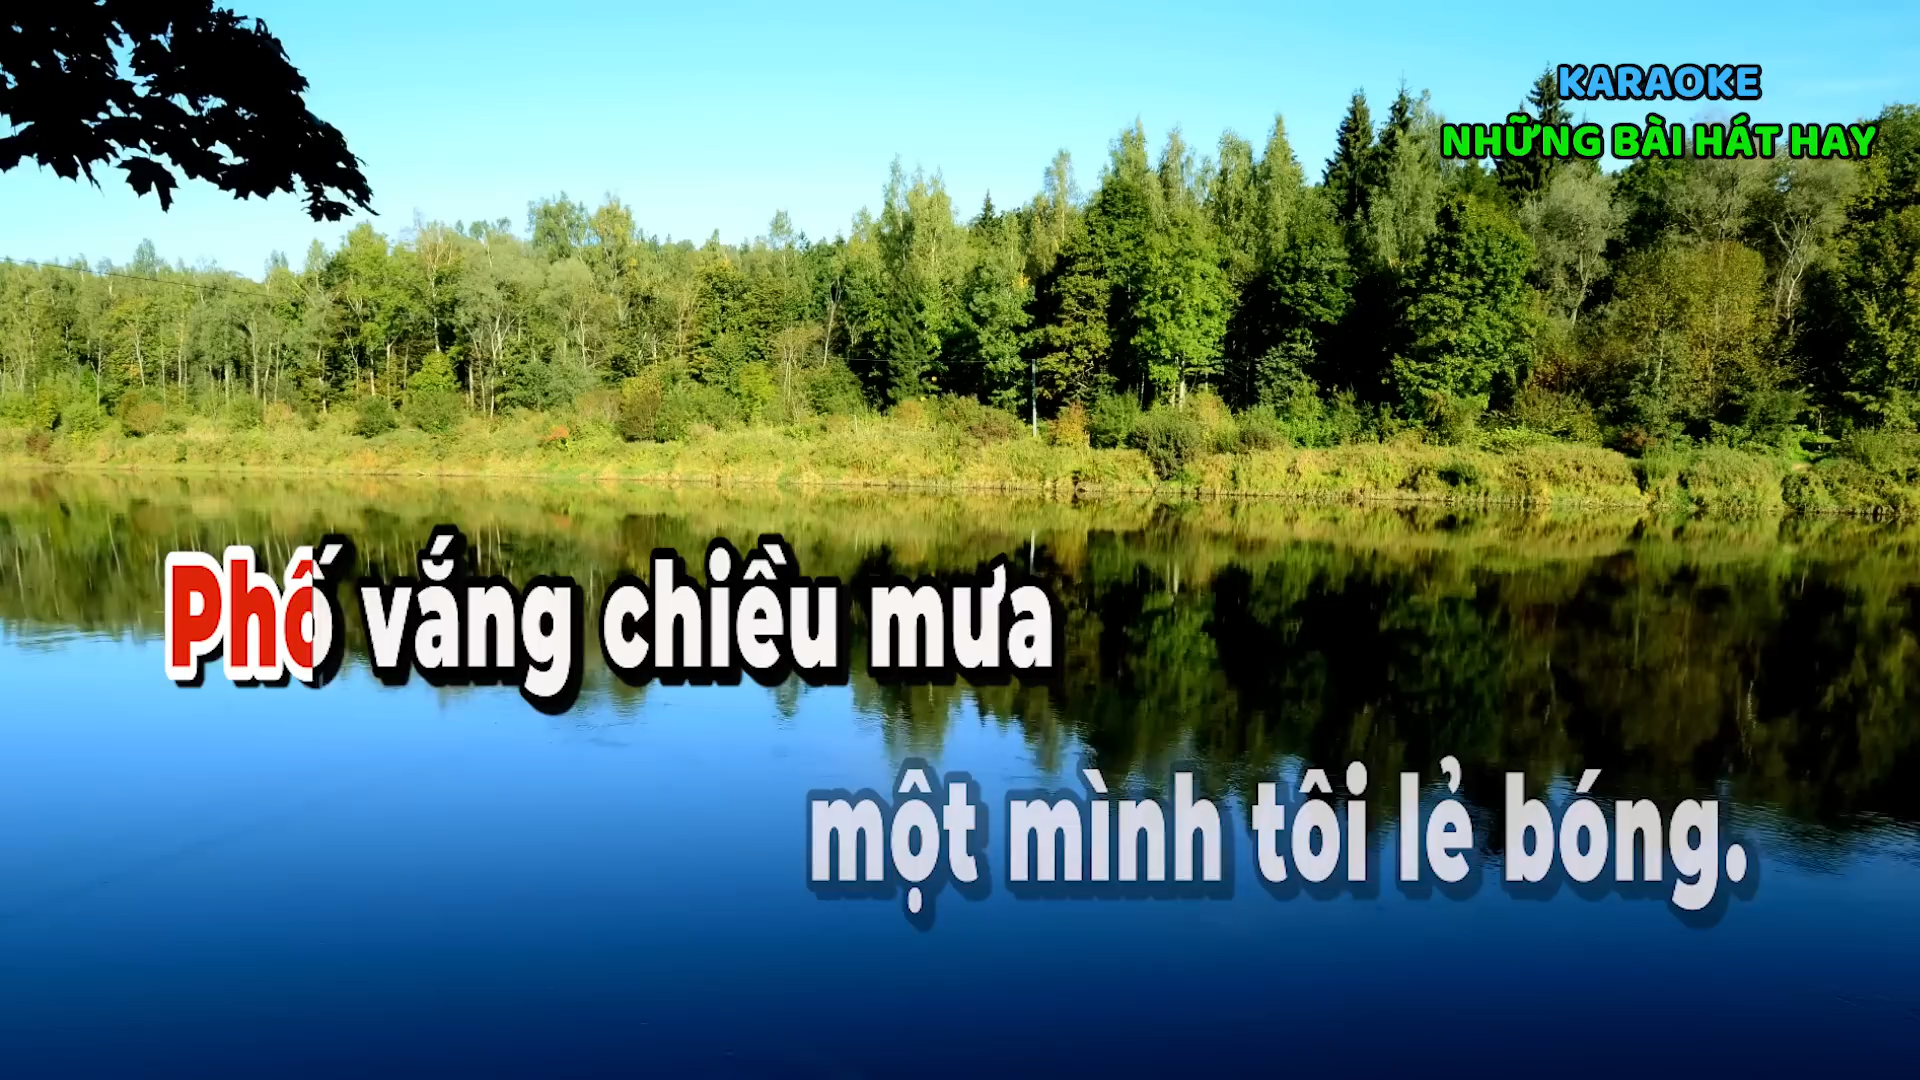 KARAOKE
NHỮNG BÀI HÁT HAY
Phố vắng chiều mưa
một mình tôi lẻ bóng.